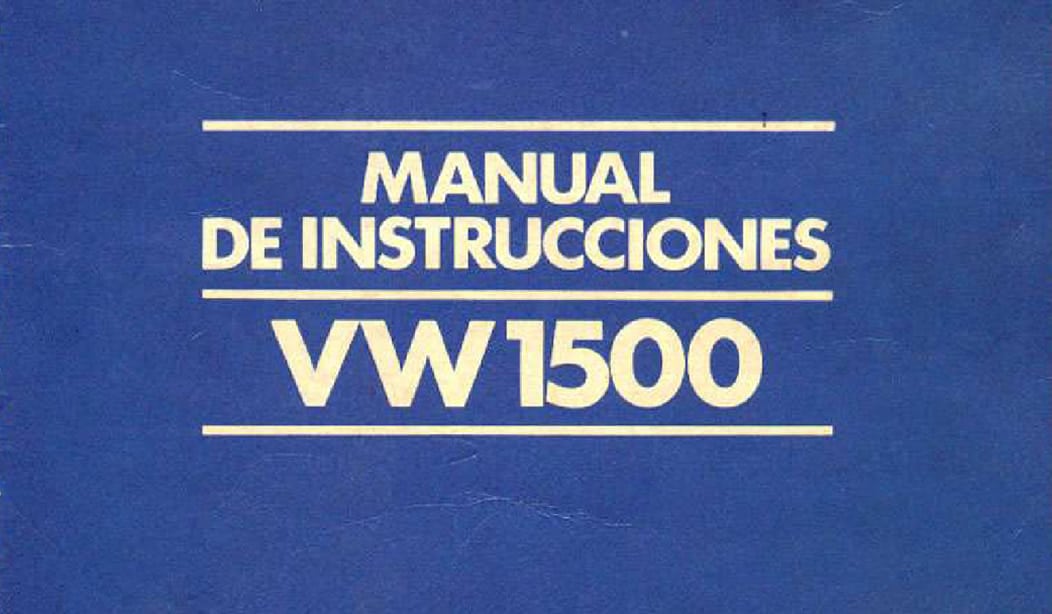 MANUAL
DE INSTRUCCIONES
VW 1500